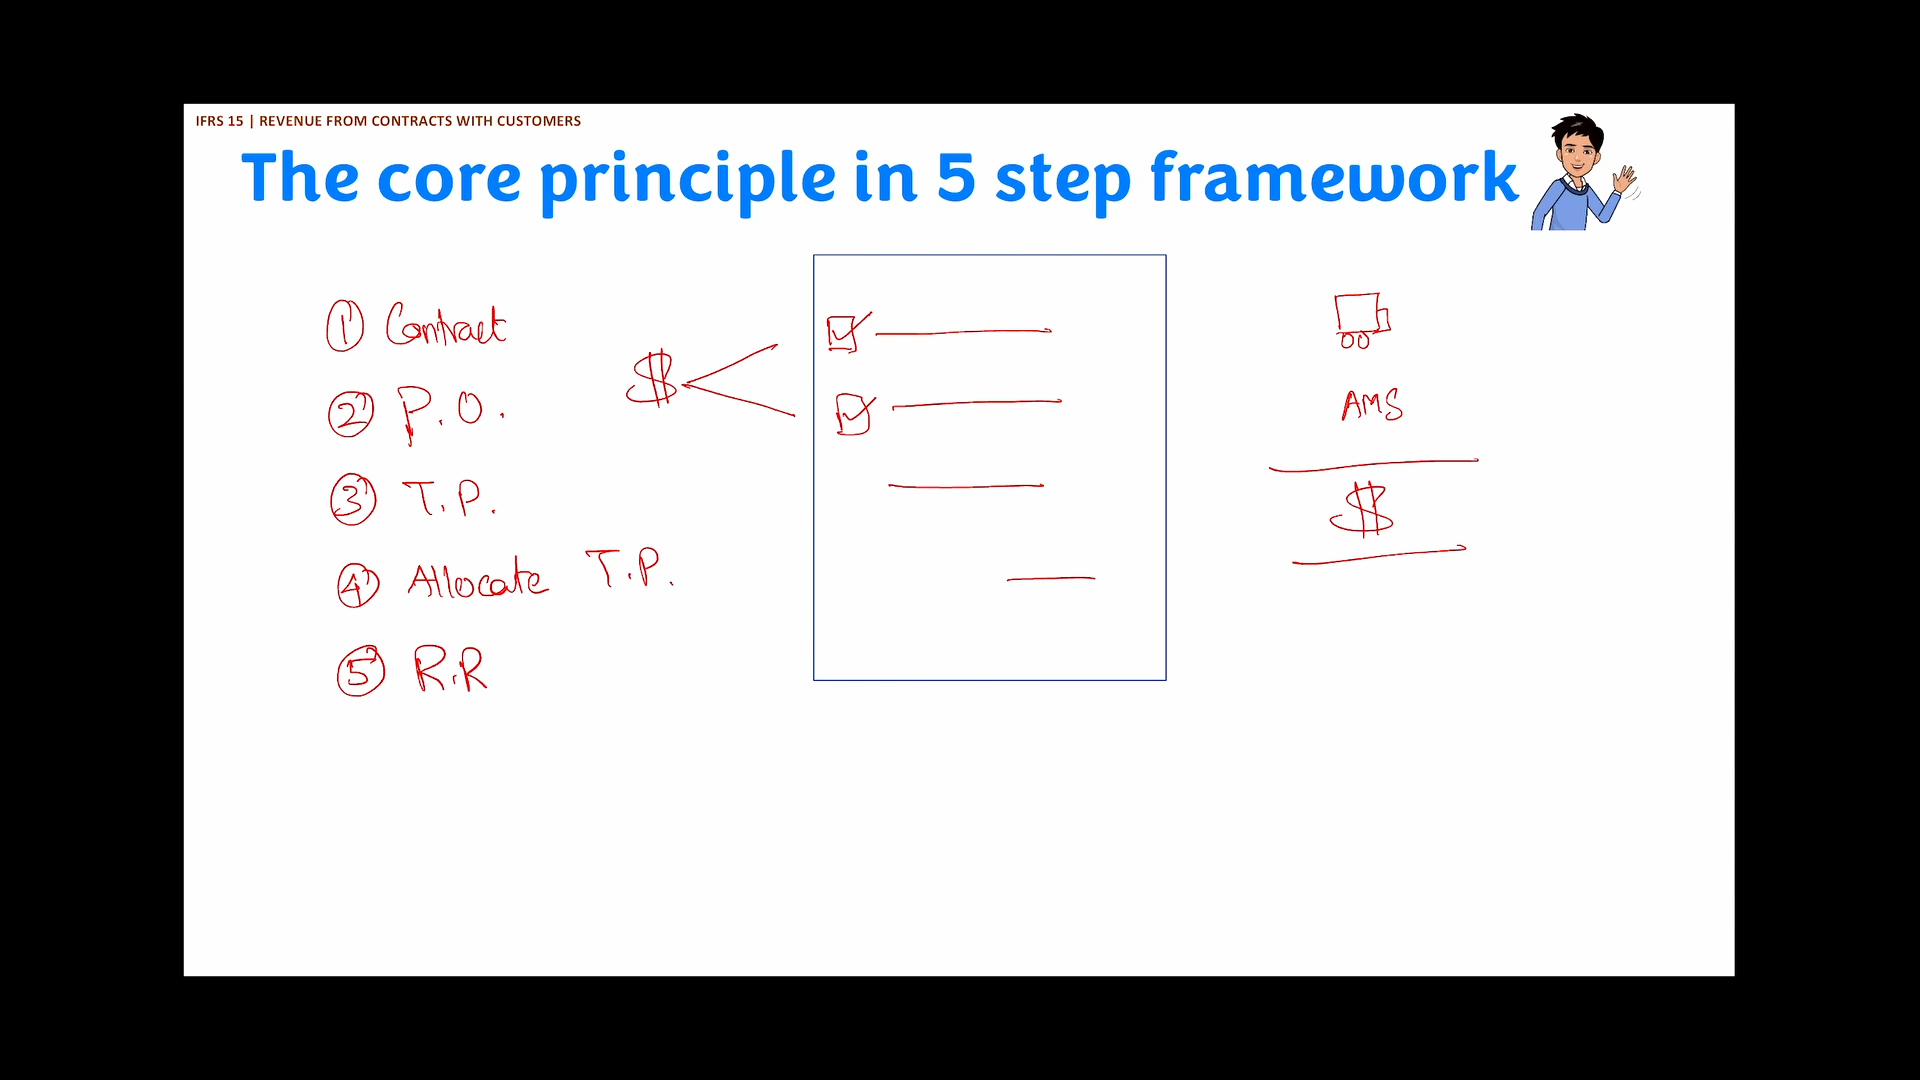 IFRS 15 | REVENUE FROM CONTRACTS WITH CUSTOMERS
The core principle in 5 step framework
1 Contract
2 P.O.
3 T.P.
4 Allocate T.P.
5 R.R
$
AMS
$